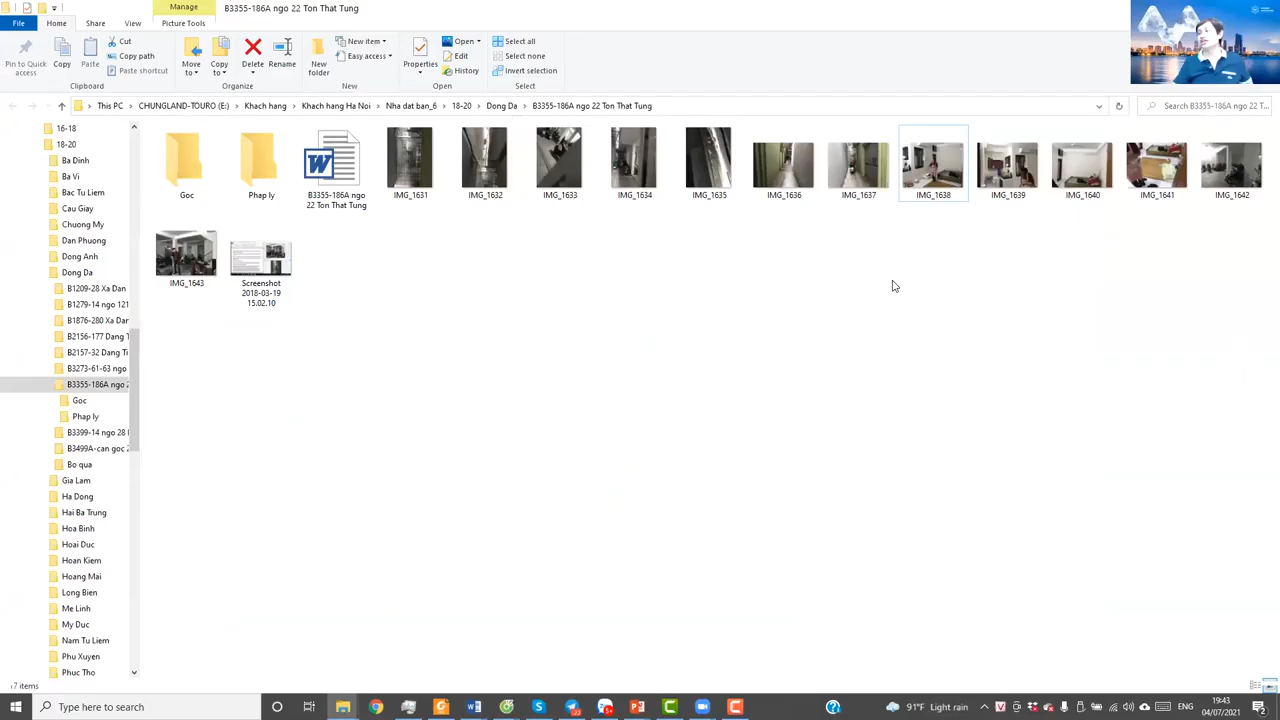 Manage
B3355-186A ngo 22 Ton That Tung
File
Home
Share
View
Picture Tools
Pin to Quick access
Copy
Paste
Cut
Copy path
Paste shortcut
Clipboard
Move to
Copy to
Delete
Rename
Organize
New folder
New item
Easy access
New
Properties
Open
Edit
History
Open
Select all
Select none
Invert selection
Select
This PC
CHUNGLAND-TOURO (E:)
Khach hang
Khach hang Ha Noi
Nha dat ban_6
18-20
Dong Da
B3355-186A ngo 22 Ton That Tung
Search B3355-186A ngo 22 T...
16-18
18-20
Ba Dinh
Ba Vi
Bac Tu Liem
Cau Giay
Chuong My
Dan Phuong
Dong Anh
Dong Da
B1209-28 Xa Dan
B1279-14 ngo 121
B1876-280 Xa Dan
B2156-177 Dang T
B2157-32 Dang Ti
B3273-61-63 ngo
B3355-186A ngo 2
Goc
Phap ly
B3399-14 ngo 28 
B3499A-can goc 2
Bo qua
Gia Lam
Ha Dong
Hai Ba Trung
Hoa Binh
Hoai Duc
Hoan Kiem
Hoang Mai
Long Bien
Me Linh
My Duc
Nam Tu Liem
Phu Xuyen
Phuc Tho
Goc
Phap ly
B3355-186A ngo
22 Ton That Tung
IMG_1631
IMG_1632
IMG_1633
IMG_1634
IMG_1635
IMG_1636
IMG_1637
IMG_1638
IMG_1639
IMG_1640
IMG_1641
IMG_1642
IMG_1643
Screenshot
2018-03-19
15.02.10
7 items
Type here to search
91°F Light rain
ENG
19:43
04/07/2021